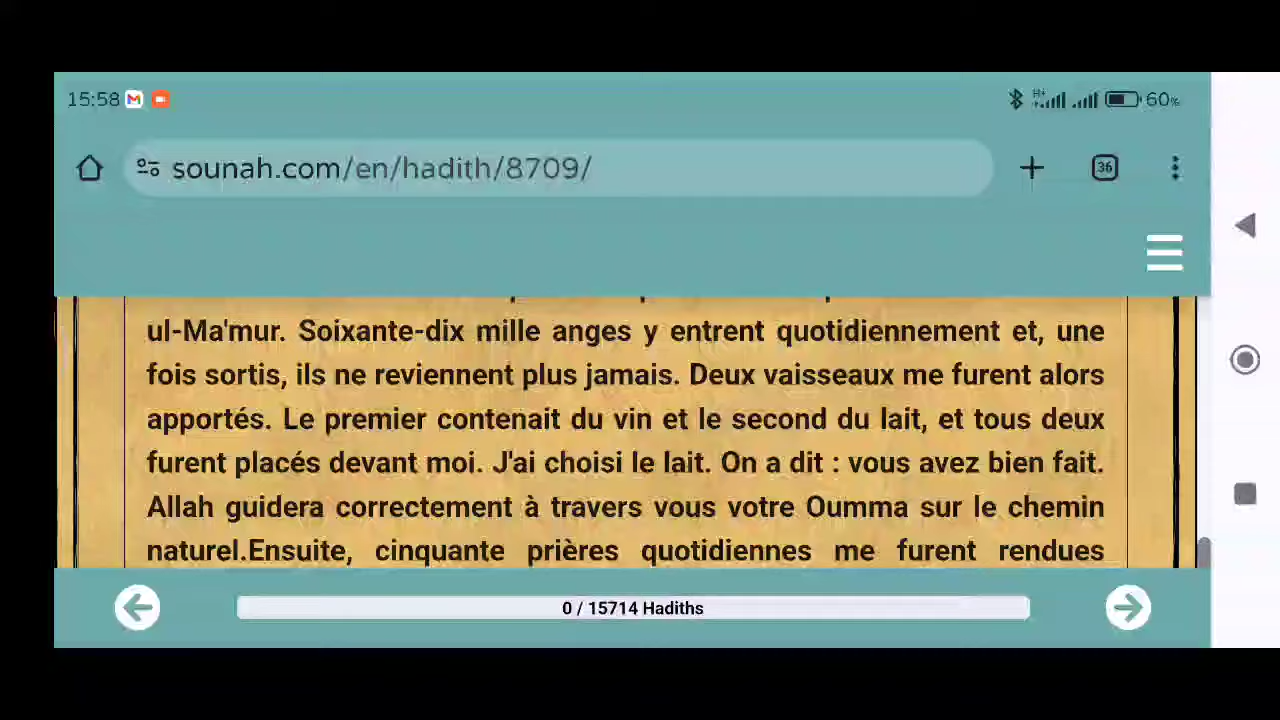 15:58 60%
sounah.com/en/hadith/8709/ 36
ul-Ma'mur. Soixante-dix mille anges y entrent quotidiennement et, une
fois sortis, ils ne reviennent plus jamais. Deux vaisseaux me furent alors
apportés. Le premier contenait du vin et le second du lait, et tous deux
furent placés devant moi. J'ai choisi le lait. On a dit : vous avez bien fait.
Allah guidera correctement à travers vous votre Oumma sur le chemin
naturel.Ensuite, cinquante prières quotidiennes me furent rendues
0 / 15714 Hadiths